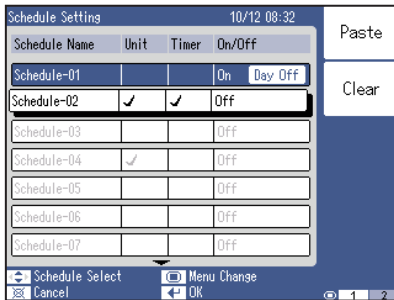 Schedule Setting 10/12 08:32
Schedule Name Unit Timer On/Off
Schedule-01 On Day Off
Schedule-02 ✓ ✓ Off
Schedule-03 Off
Schedule-04 ✓ Off
Schedule-05 Off
Schedule-06 Off
Schedule-07 Off
Schedule Select Menu Change
Cancel OK
Paste
Clear
1 2